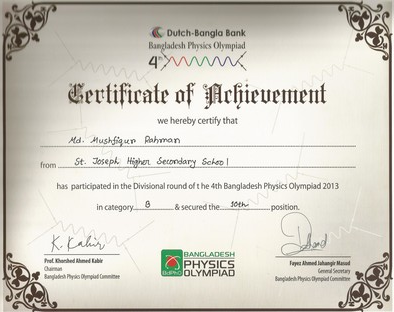 Dutch-Bangla Bank
Bangladesh Physics Olympiad
4th
Certificate of Achievement
we hereby certify that
Md. Mushfiqur Rahman
from St. Joseph Higher Secondary School
has participated in the Divisional round of the 4th Bangladesh Physics Olympiad 2013
in category B & secured the 10th position.
K. Kabir
Prof. Khorshed Ahmed Kabir
Chairman
Bangladesh Physics Olympiad Committee
BdPhO
BANGLADESH
PHYSICS
OLYMPIAD
Fayez Ahmed Jahangir Masud
General Secretary
Bangladesh Physics Olympiad Committee